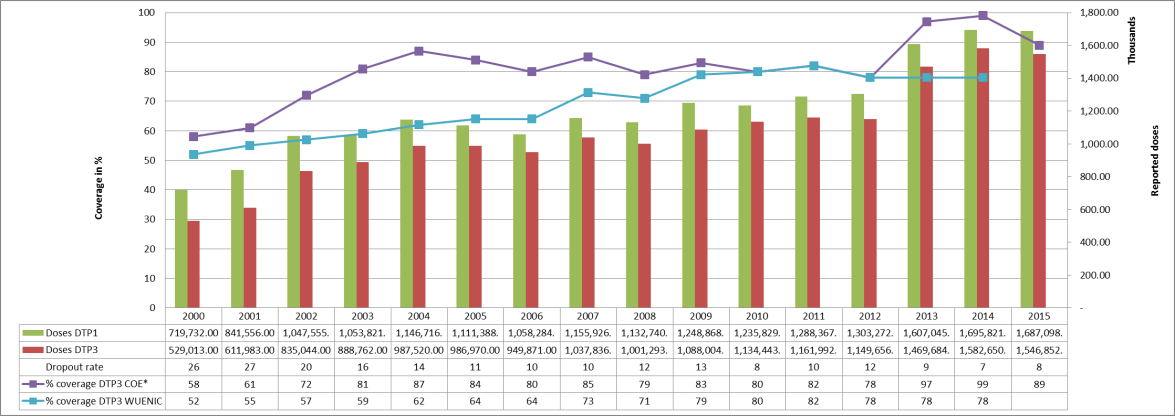 100 1,800.00
90 1,600.00
80 1,400.00
70 1,200.00
60 1,000.00
50 800.00
40 600.00
30 400.00
20 200.00
10 -
0
Coverage in %
Thousands
Reported doses
2000 2001 2002 2003 2004 2005 2006 2007 2008 2009 2010 2011 2012 2013 2014 2015
Doses DTP1 719,732.00 841,556.00 1,047,555. 1,053,821. 1,146,716. 1,111,388. 1,058,284. 1,155,926. 1,132,740. 1,248,868. 1,235,829. 1,288,367. 1,303,272. 1,607,045. 1,695,821. 1,687,098.
Doses DTP3 529,013.00 611,983.00 835,044.00 888,762.00 987,520.00 986,970.00 949,871.00 1,037,836. 1,001,293. 1,088,004. 1,134,443. 1,161,992. 1,149,656. 1,469,684. 1,582,650. 1,546,852.
Dropout rate 26 27 20 16 14 11 10 10 12 13 8 10 12 9 7 8
% coverage DTP3 COE* 58 61 72 81 87 84 80 85 79 83 80 82 78 97 99 89
% coverage DTP3 WUENIC 52 55 57 59 62 64 64 73 71 79 80 82 78 78 78